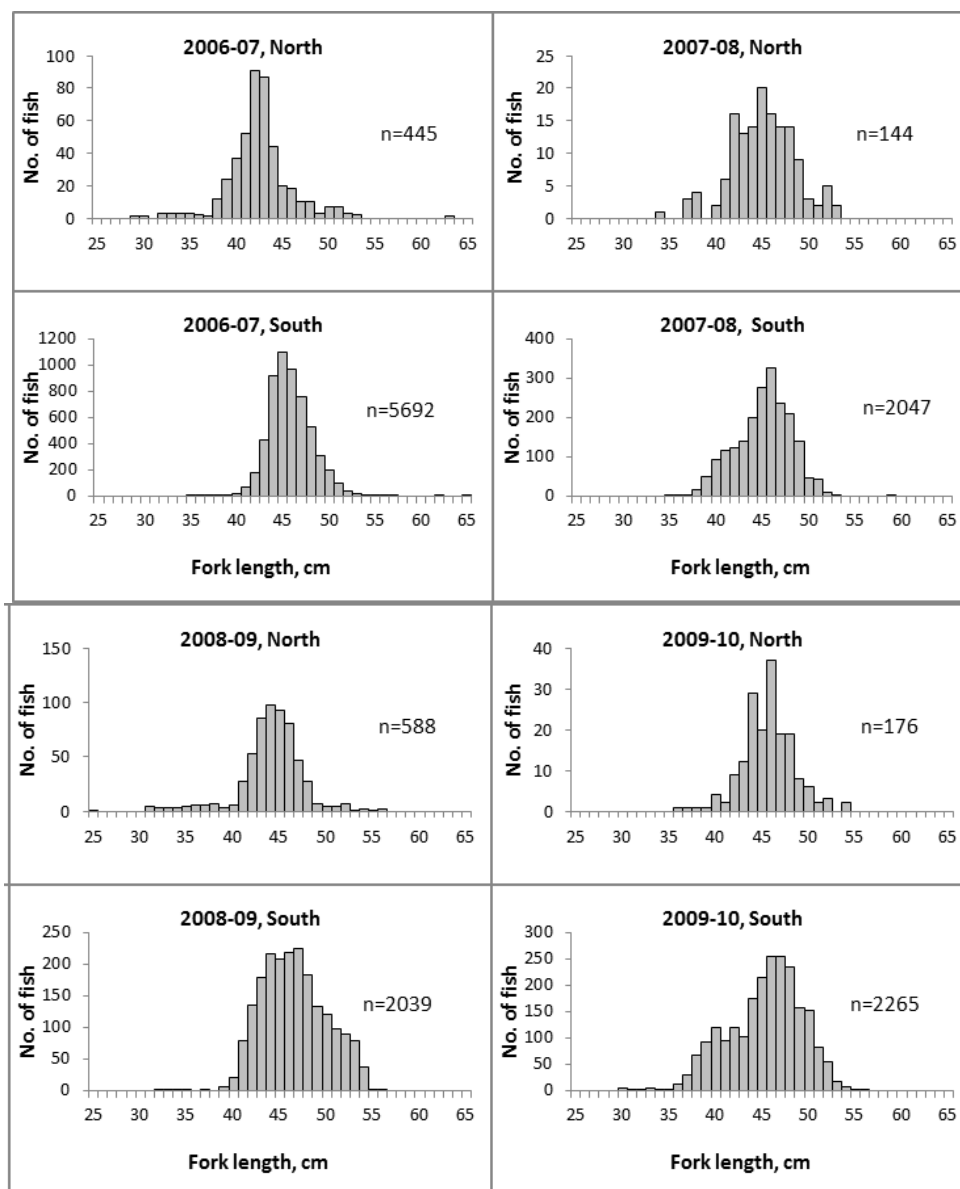 2006-07, North
No. of fish
100
80
60
40
20
0
n=445
25 30 35 40 45 50 55 60 65
2007-08, North
No. of fish
25
20
15
10
5
0
n=144
25 30 35 40 45 50 55 60 65
2006-07, South
No. of fish
1200
1000
800
600
400
200
0
n=5692
25 30 35 40 45 50 55 60 65
Fork length, cm
2007-08, South
No. of fish
400
300
200
100
0
n=2047
25 30 35 40 45 50 55 60 65
Fork length, cm
2008-09, North
No. of fish
150
100
50
0
n=588
25 30 35 40 45 50 55 60 65
2009-10, North
No. of fish
40
30
20
10
0
n=176
25 30 35 40 45 50 55 60 65
2008-09, South
No. of fish
250
200
150
100
50
0
n=2039
25 30 35 40 45 50 55 60 65
Fork length, cm
2009-10, South
No. of fish
300
250
200
150
100
50
0
n=2265
25 30 35 40 45 50 55 60 65
Fork length, cm